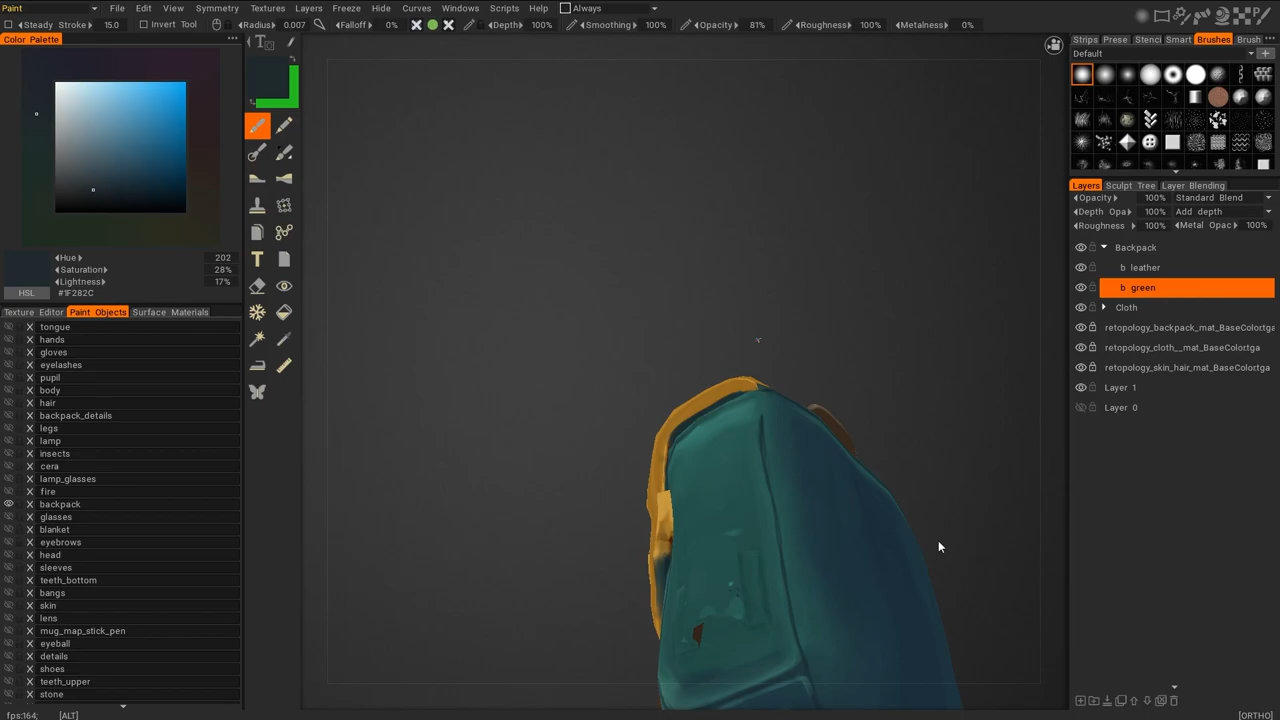 Paint File Edit View Symmetry Textures Layers Freeze Hide Curves Windows Scripts Help Always
Steady Stroke 15.0 Invert Tool Radius 0.007 Falloff 0% Depth 100% Smoothing 100% Opacity 81% Roughness 100% Metalness 0%
Color Palette
Hue 202
Saturation 28%
Lightness 17%
HSL #1F282C
Texture Editor Paint Objects Surface Materials
tongue
hands
gloves
eyelashes
pupil
body
hair
backpack_details
legs
lamp
insects
cera
lamp_glasses
fire
backpack
glasses
blanket
eyebrows
head
sleeves
teeth_bottom
bangs
skin
lens
mug_map_stick_pen
eyeball
details
shoes
teeth_upper
stone
fps:164; [ALT]
Strips Prese Stenci Smart Brushes Brush
Default
Layers Sculpt Tree Layer Blending
Opacity 100% Standard Blend
Depth Opa 100% Add depth
Roughness 100% Metal Opac 100%
Backpack
b leather
b green
Cloth
retopology_backpack_mat_BaseColortga
retopology_cloth__mat_BaseColortga
retopology_skin_hair_mat_BaseColortga
Layer 1
Layer 0
[ORTHO]